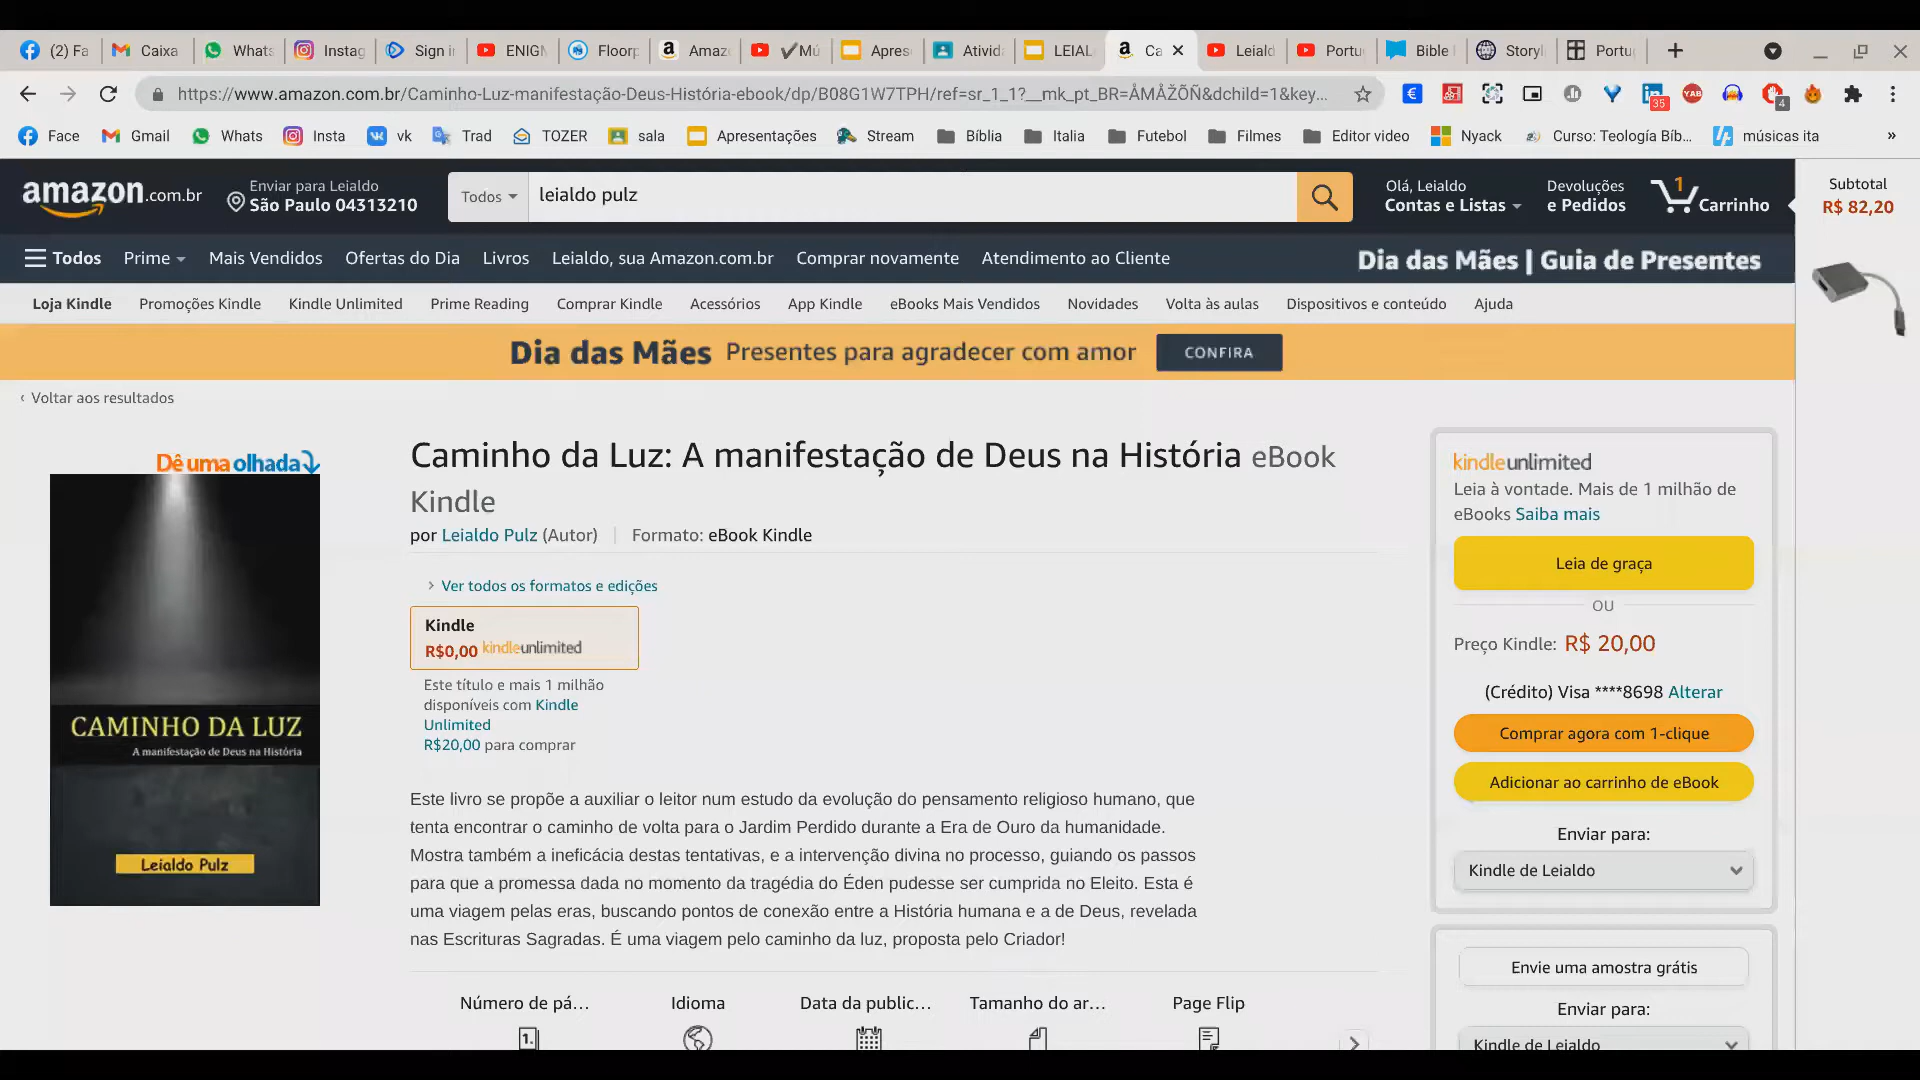 (2) Fa
Caixa
Whats
Instag
Sign i
ENIGM
Floorp
Amaz
Mú
Apres
Ativid
LEIAL
Ca
Leiald
Portu
Bible
Storyl
Portu
https://www.amazon.com.br/Caminho-Luz-manifestação-Deus-História-ebook/dp/B08G1W7TPH/ref=sr_1_1?__mk_pt_BR=ÅMÅŽÕÑ&dchild=1&key...
35
YAB
4
Face
Gmail
Whats
Insta
vk
Trad
TOZER
sala
Apresentações
Stream
Bíblia
Italia
Futebol
Filmes
Editor video
Nyack
Curso: Teología Bíb...
músicas ita
»
amazon.com.br
Enviar para Leialdo
São Paulo 04313210
Todos
leialdo pulz
Olá, Leialdo
Contas e Listas
Devoluções
e Pedidos
1
Carrinho
Subtotal
R$ 82,20
Todos
Prime
Mais Vendidos
Ofertas do Dia
Livros
Leialdo, sua Amazon.com.br
Comprar novamente
Atendimento ao Cliente
Dia das Mães | Guia de Presentes
Loja Kindle
Promoções Kindle
Kindle Unlimited
Prime Reading
Comprar Kindle
Acessórios
App Kindle
eBooks Mais Vendidos
Novidades
Volta às aulas
Dispositivos e conteúdo
Ajuda
Dia das Mães Presentes para agradecer com amor
CONFIRA
‹ Voltar aos resultados
Dê uma olhada
CAMINHO DA LUZ
A manifestação de Deus na História
Leialdo Pulz
Caminho da Luz: A manifestação de Deus na História eBook
Kindle
por Leialdo Pulz (Autor)
Formato: eBook Kindle
› Ver todos os formatos e edições
Kindle
R$0,00 kindleunlimited
Este título e mais 1 milhão
disponíveis com Kindle
Unlimited
R$20,00 para comprar
Este livro se propõe a auxiliar o leitor num estudo da evolução do pensamento religioso humano, que
tenta encontrar o caminho de volta para o Jardim Perdido durante a Era de Ouro da humanidade.
Mostra também a ineficácia destas tentativas, e a intervenção divina no processo, guiando os passos
para que a promessa dada no momento da tragédia do Éden pudesse ser cumprida no Eleito. Esta é
uma viagem pelas eras, buscando pontos de conexão entre a História humana e a de Deus, revelada
nas Escrituras Sagradas. É uma viagem pelo caminho da luz, proposta pelo Criador!
Número de pá...
Idioma
Data da public...
Tamanho do ar...
Page Flip
1.
kindleunlimited
Leia à vontade. Mais de 1 milhão de
eBooks Saiba mais
Leia de graça
OU
Preço Kindle: R$ 20,00
(Crédito) Visa ****8698 Alterar
Comprar agora com 1-clique
Adicionar ao carrinho de eBook
Enviar para:
Kindle de Leialdo
Envie uma amostra grátis
Enviar para:
Kindle de Leialdo